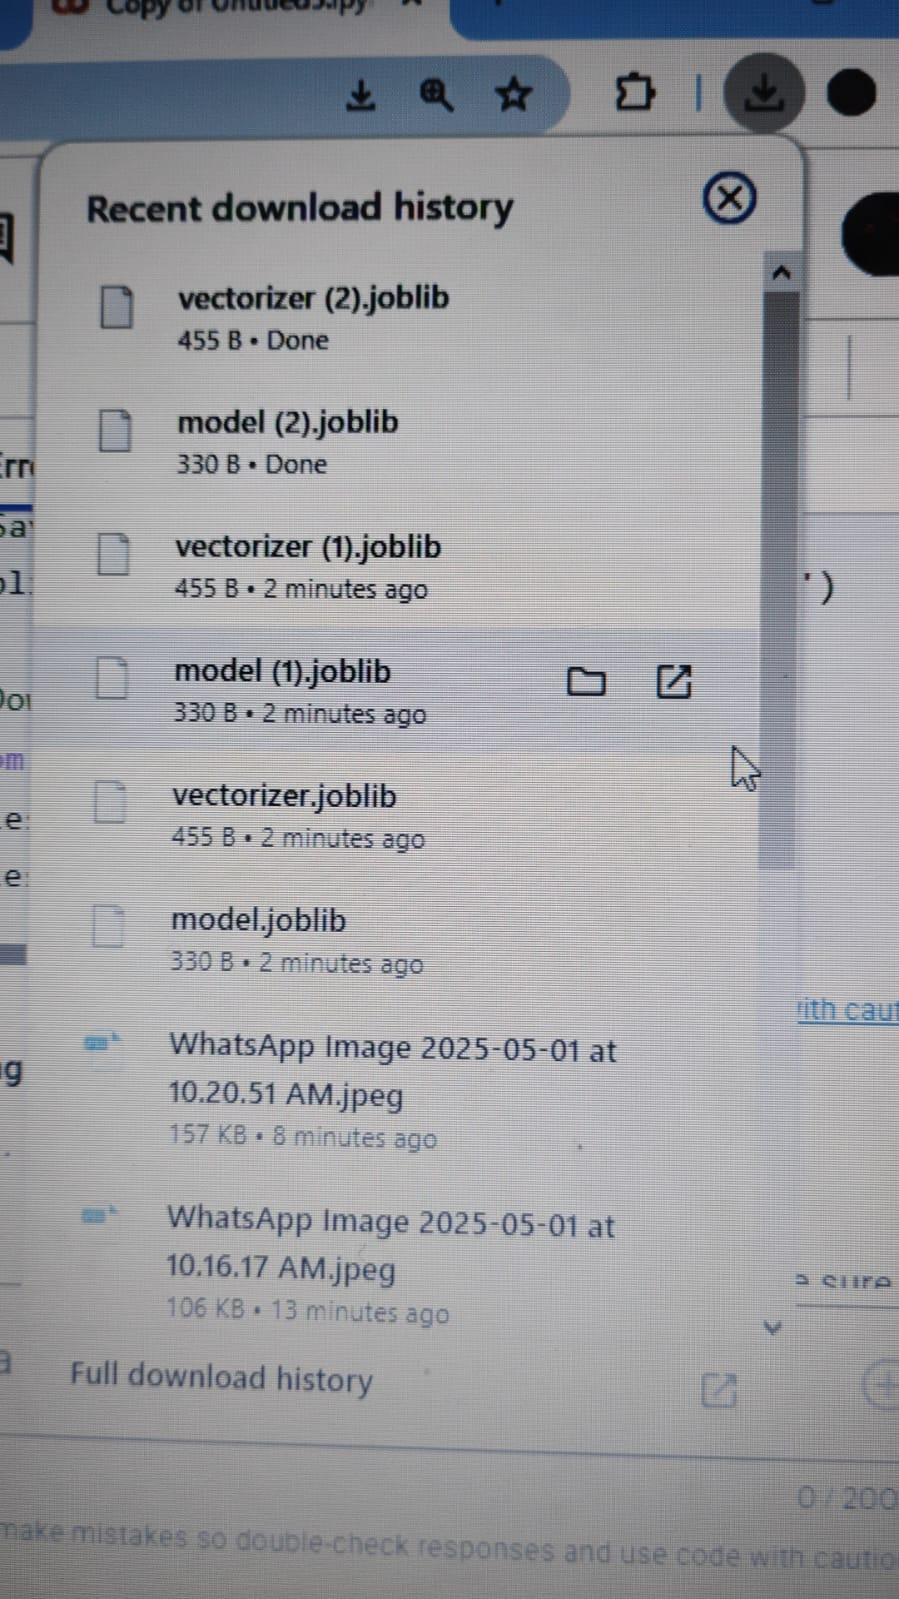 Copy of
Recent download history
vectorizer (2).joblib
455 B • Done
model (2).joblib
330 B • Done
vectorizer (1).joblib
455 B • 2 minutes ago
')
model (1).joblib
330 B • 2 minutes ago
vectorizer.joblib
455 B • 2 minutes ago
model.joblib
330 B • 2 minutes ago
WhatsApp Image 2025-05-01 at
10.20.51 AM.jpeg
157 KB • 8 minutes ago
WhatsApp Image 2025-05-01 at
10.16.17 AM.jpeg
106 KB • 13 minutes ago
Full download history
0 / 200
make mistakes so double-check responses and use code with cautio